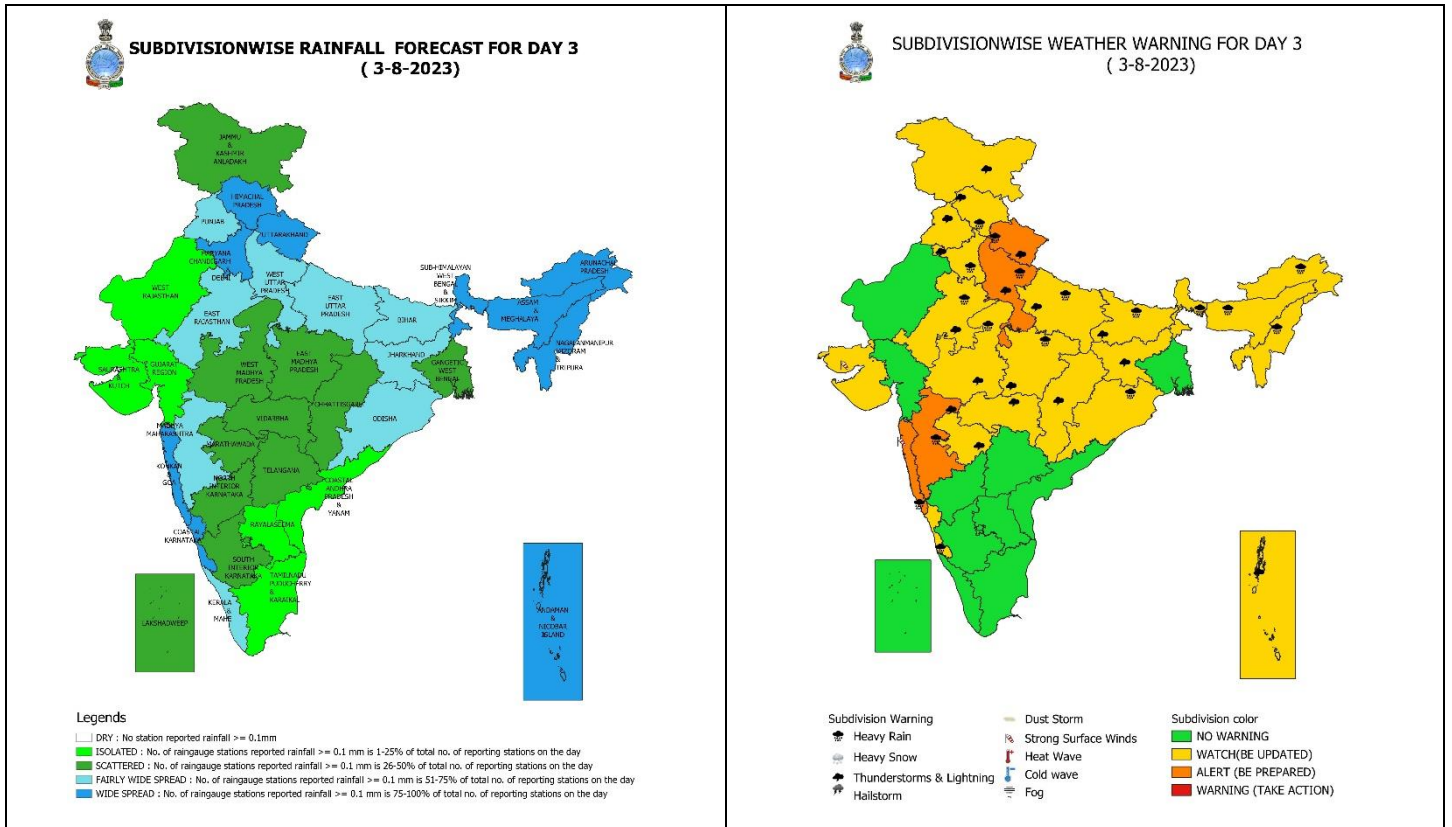 SUBDIVISIONWISE RAINFALL FORECAST FOR DAY 3
( 3-8-2023)
JAMMU
&
KASHMIR
ANLADAKH
HIMACHAL
PRADESH
PUNJAB
UTTARAKHAND
HARYANA
CHANDIGARH
DELHI
WEST
UTTAR
PRADESH
WEST
RAJASTHAN
EAST
RAJASTHAN
EAST
UTTAR
PRADESH
BIHAR
SUB-HIMALAYAN
WEST
BENGAL
&
SIKKIM
ARUNACHAL
PRADESH
ASSAM
&
MEGHALAYA
NAGALANMANIPUR
MIZORAM
&
TRIPURA
JHARKHAND
GANGETIC
WEST
BENGAL
SAURASHTRA
&
KUTCH
GUJARAT
REGION
WEST
MADHYA
PRADESH
EAST
MADHYA
PRADESH
CHHATTISGARH
ODISHA
VIDARBHA
MADHYA
MAHARASHTRA
MARATHAWADA
KONKAN
&
GOA
TELANGANA
NORTH
INTERIOR
KARNATAKA
COASTAL
ANDHRA
PRADESH
&
YANAM
RAYALASEEMA
COASTAL
KARNATAKA
SOUTH
INTERIOR
KARNATAKA
TAMILNADU
PUDUCHERRY
&
KARAIKAL
KERALA
&
MAHE
LAKSHADWEEP
ANDAMAN
&
NICOBAR
ISLAND
Legends
DRY : No station reported rainfall >= 0.1mm
ISOLATED : No. of raingauge stations reported rainfall >= 0.1 mm is 1-25% of total no. of reporting stations on the day
SCATTERED : No. of raingauge stations reported rainfall >= 0.1 mm is 26-50% of total no. of reporting stations on the day
FAIRLY WIDE SPREAD : No. of raingauge stations reported rainfall >= 0.1 mm is 51-75% of total no. of reporting stations on the day
WIDE SPREAD : No. of raingauge stations reported rainfall >= 0.1 mm is 75-100% of total no. of reporting stations on the day
SUBDIVISIONWISE WEATHER WARNING FOR DAY 3
( 3-8-2023)
Subdivision Warning
Heavy Rain
Heavy Snow
Thunderstorms & Lightning
Hailstorm
Dust Storm
Strong Surface Winds
Heat Wave
Cold wave
Fog
Subdivision color
NO WARNING
WATCH(BE UPDATED)
ALERT (BE PREPARED)
WARNING (TAKE ACTION)